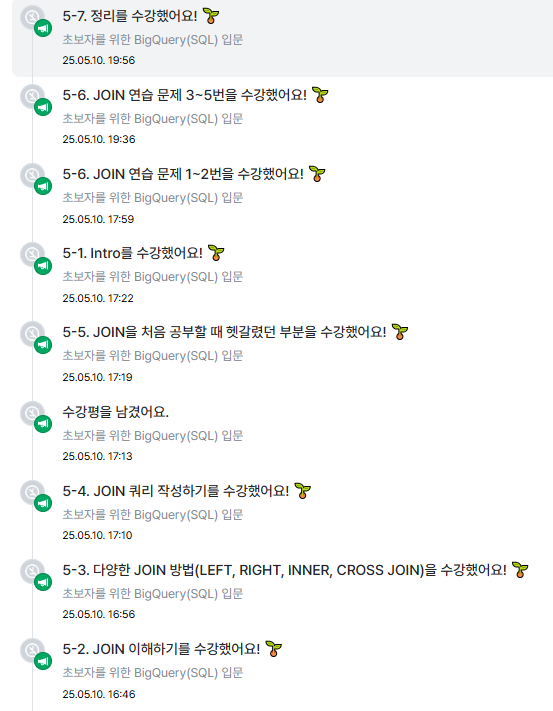 5-7. 정리를 수강했어요! 🌱
초보자를 위한 BigQuery(SQL) 입문
25.05.10. 19:56
5-6. JOIN 연습 문제 3~5번을 수강했어요! 🌱
초보자를 위한 BigQuery(SQL) 입문
25.05.10. 19:36
5-6. JOIN 연습 문제 1~2번을 수강했어요! 🌱
초보자를 위한 BigQuery(SQL) 입문
25.05.10. 17:59
5-1. Intro를 수강했어요! 🌱
초보자를 위한 BigQuery(SQL) 입문
25.05.10. 17:22
5-5. JOIN을 처음 공부할 때 헷갈렸던 부분을 수강했어요! 🌱
초보자를 위한 BigQuery(SQL) 입문
25.05.10. 17:19
수강평을 남겼어요.
초보자를 위한 BigQuery(SQL) 입문
25.05.10. 17:13
5-4. JOIN 쿼리 작성하기를 수강했어요! 🌱
초보자를 위한 BigQuery(SQL) 입문
25.05.10. 17:10
5-3. 다양한 JOIN 방법(LEFT, RIGHT, INNER, CROSS JOIN)을 수강했어요! 🌱
초보자를 위한 BigQuery(SQL) 입문
25.05.10. 16:56
5-2. JOIN 이해하기를 수강했어요! 🌱
초보자를 위한 BigQuery(SQL) 입문
25.05.10. 16:46